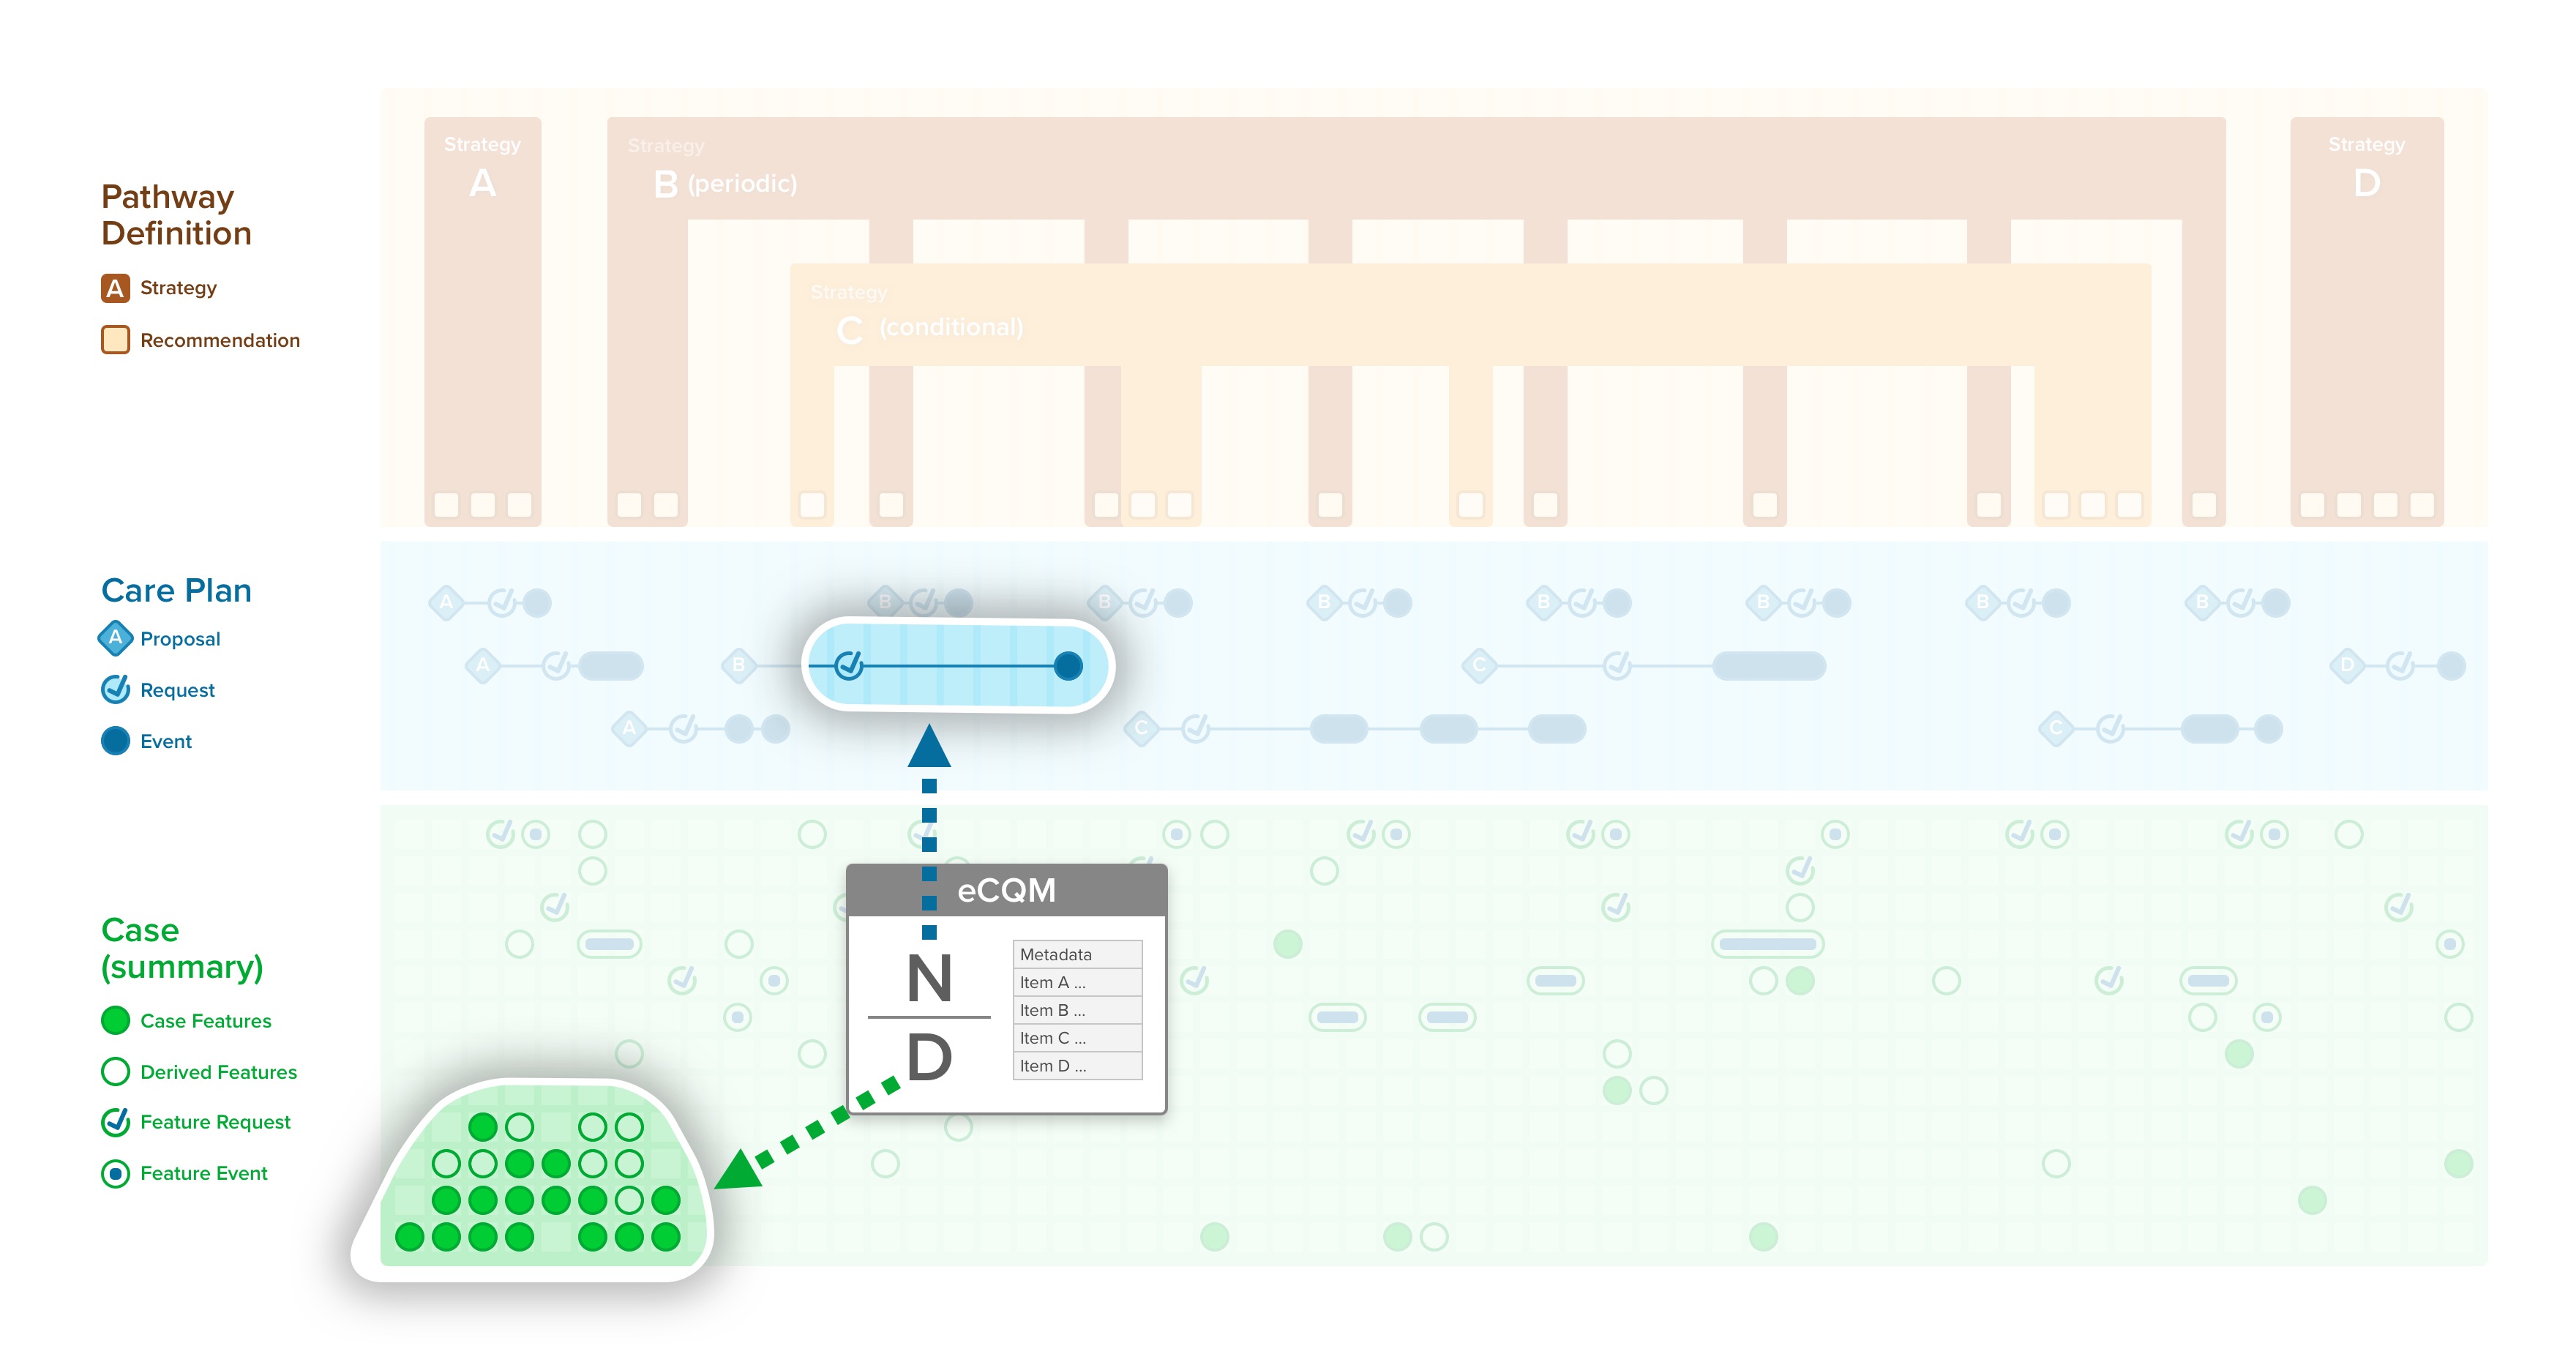 Pathway
Definition
A Strategy
Recommendation
Strategy
A
Strategy
B (periodic)
Strategy
C (conditional)
Strategy
D
Care Plan
A Proposal
Request
Event
A B B B B B B B
A B C D
A C C
Case
(summary)
Case Features
Derived Features
Feature Request
Feature Event
eCQM
N
D
Metadata
Item A ...
Item B ...
Item C ...
Item D ...